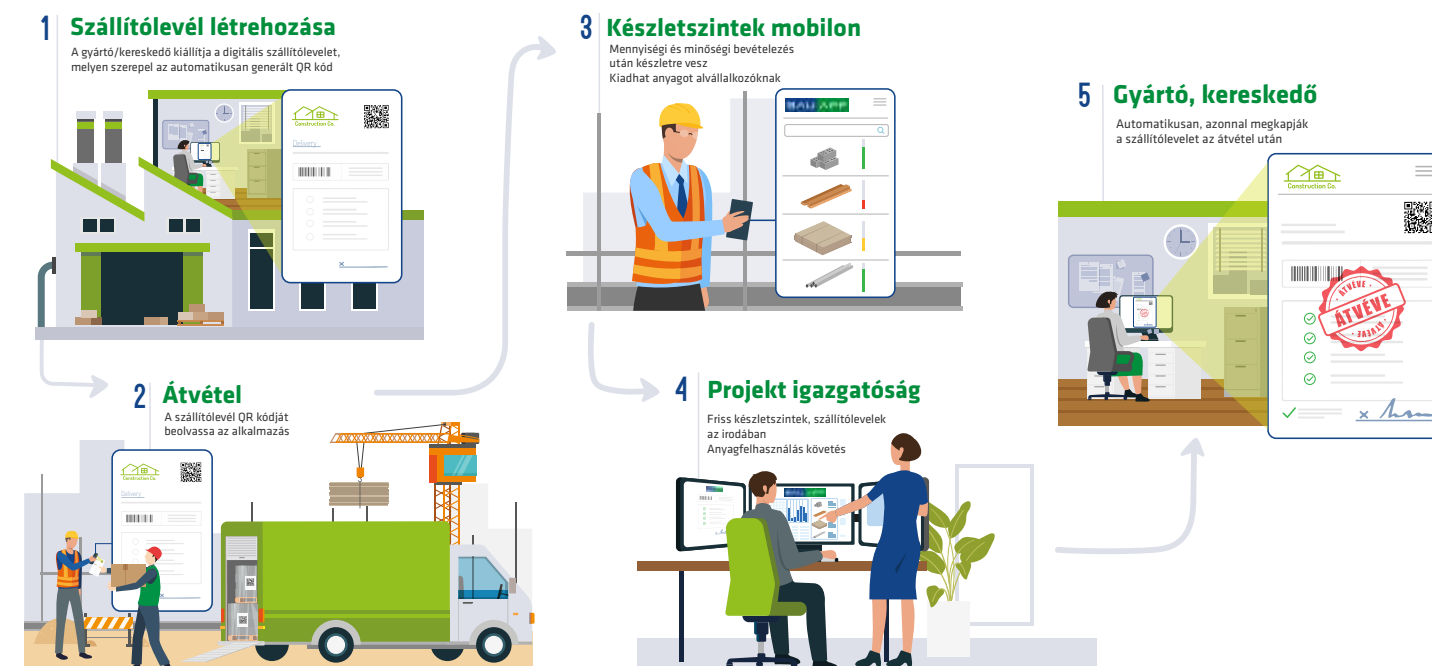 1 Szállítólevél létrehozása
A gyártó/kereskedő kiállítja a digitális szállítólevelet,
melyen szerepel az automatikusan generált QR kód
Construction Co.
Delivery
2 Átvétel
A szállítólevél QR kódját
beolvassa az alkalmazás
Construction Co.
Delivery
3 Készletszintek mobilon
Mennyiségi és minőségi bevételezés
után készletre vesz
Kiadhat anyagot alvállalkozóknak
BAU APP
4 Projekt igazgatóság
Friss készletszintek, szállítólevelek
az irodában
Anyagfelhasználás követés
5 Gyártó, kereskedő
Automatikusan, azonnal megkapják
a szállítólevelet az átvétel után
Construction Co.
ÁTVÉVE
ÁTVÉVE
ÁTVÉVE